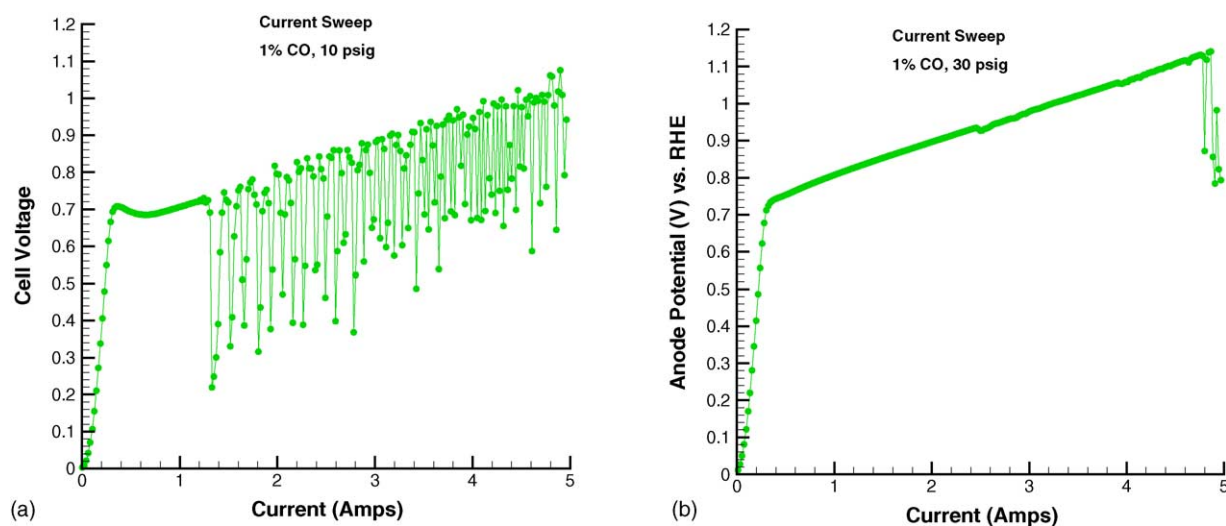 Current Sweep
1% CO, 10 psig
Cell Voltage
1.2
1.1
1
0.9
0.8
0.7
0.6
0.5
0.4
0.3
0.2
0.1
0
0 1 2 3 4 5
Current (Amps)
(a)
Current Sweep
1% CO, 30 psig
Anode Potential (V) vs. RHE
1.2
1.1
1
0.9
0.8
0.7
0.6
0.5
0.4
0.3
0.2
0.1
0
0 1 2 3 4 5
Current (Amps)
(b)